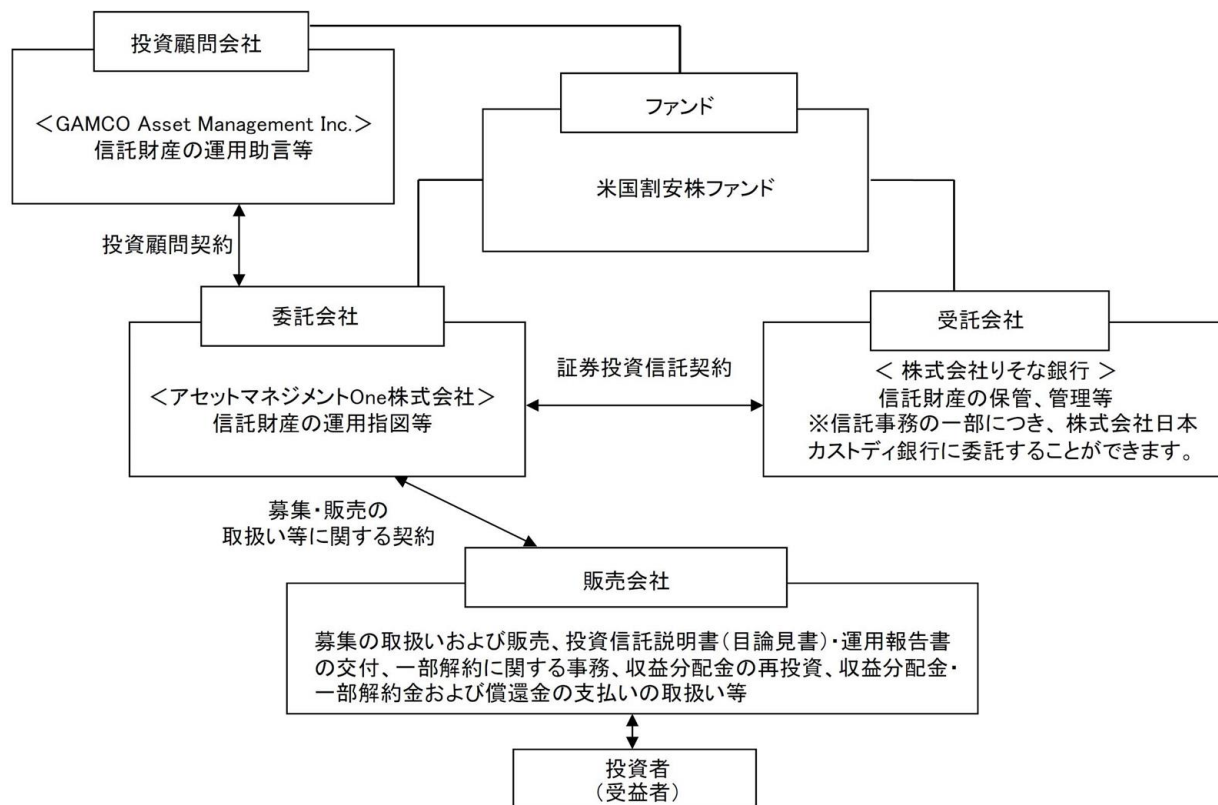 投資顧問会社
<GAMCO Asset Management Inc.>
信託財産の運用助言等
ファンド
米国割安株ファンド
投資顧問契約
委託会社
<アセットマネジメントOne株式会社>
信託財産の運用指図等
証券投資信託契約
受託会社
< 株式会社りそな銀行 >
信託財産の保管、管理等
※信託事務の一部につき、株式会社日本
カストディ銀行に委託することができます。
募集・販売の
取扱い等に関する契約
販売会社
募集の取扱いおよび販売、投資信託説明書(目論見書)・運用報告書
の交付、一部解約に関する事務、収益分配金の再投資、収益分配金・
一部解約金および償還金の支払いの取扱い等
投資者
(受益者)